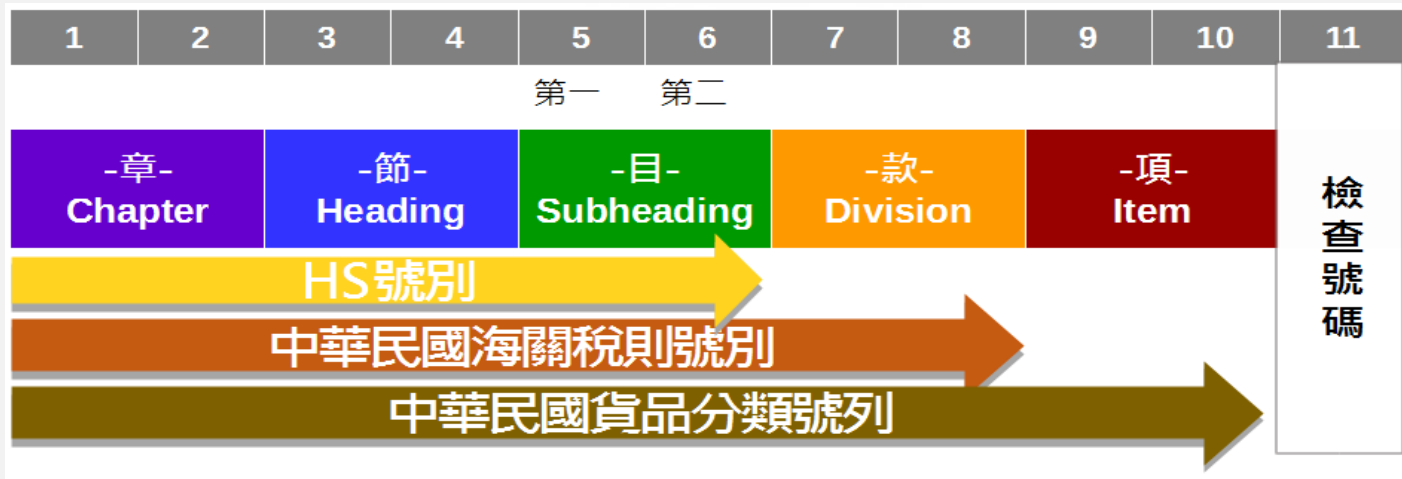 1 2 3 4 5 6 7 8 9 10 11
第一 第二
-章- -節- -目- -款- -項-
Chapter Heading Subheading Division Item
檢查號碼
HS號別
中華民國海關稅則號別
中華民國貨品分類號列